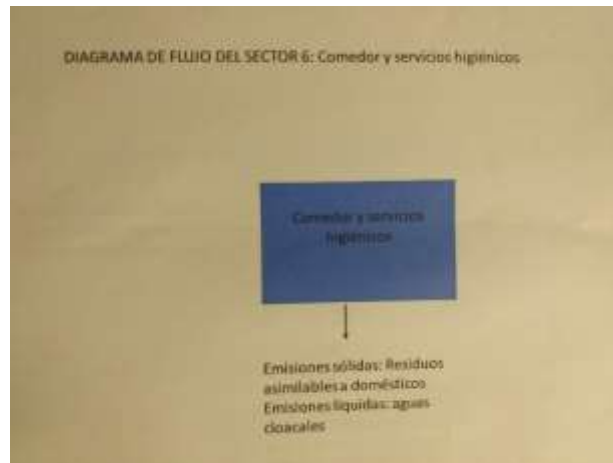 DIAGRAMA DE FLUJO DEL SECTOR 6: Comedor y servicios higiénicos
Comedor y servicios
higiénicos
Emisiones sólidas: Residuos
asimilables a domésticos
Emisiones líquidas: aguas
cloacales